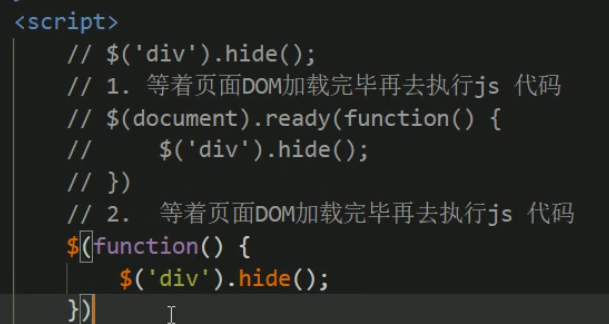 <script>
// $('div').hide();
// 1. 等着页面DOM加载完毕再去执行js 代码
// $(document).ready(function() {
//     $('div').hide();
// })
// 2.  等着页面DOM加载完毕再去执行js 代码
$(function() {
    $('div').hide();
})